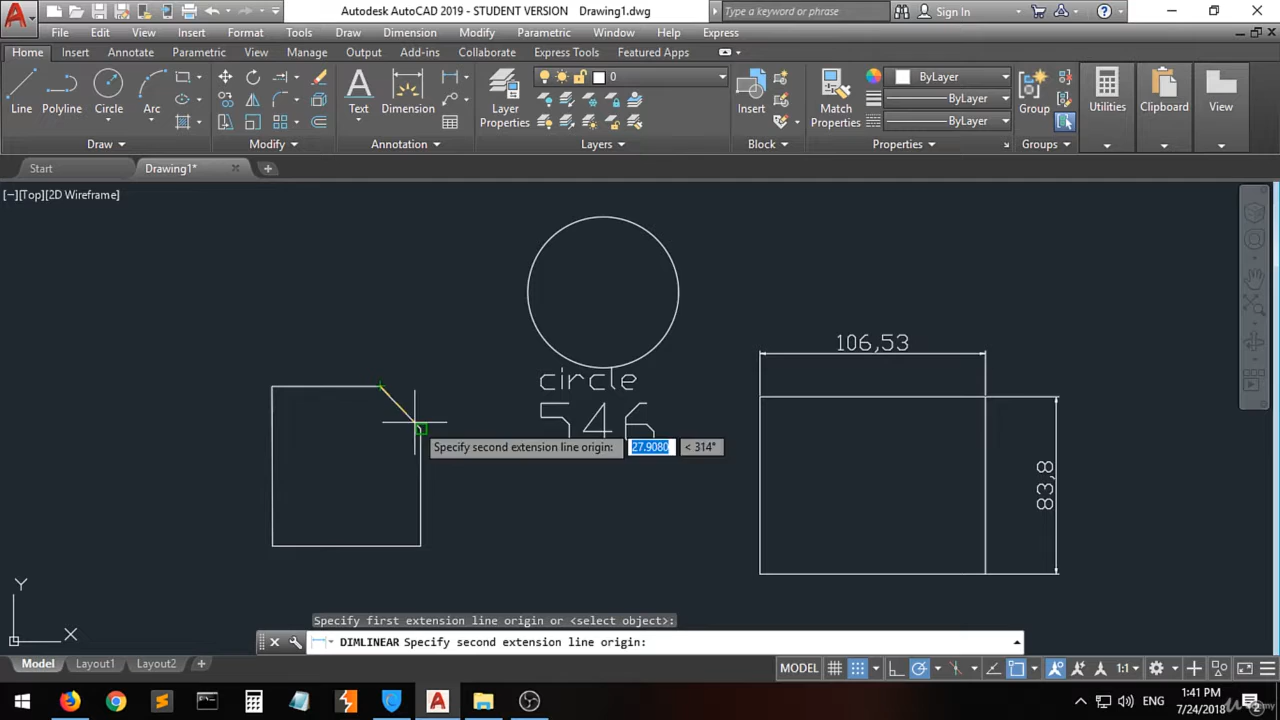 Autodesk AutoCAD 2019 - STUDENT VERSION Drawing1.dwg
Type a keyword or phrase
Sign In
File Edit View Insert Format Tools Draw Dimension Modify Parametric Window Help Express
Home Insert Annotate Parametric View Manage Output Add-ins Collaborate Express Tools Featured Apps
0
ByLayer
Line Polyline Circle Arc
Text Dimension
Layer Properties
Insert
Match Properties
ByLayer
ByLayer
Group
Utilities
Clipboard
View
Draw Modify Annotation Layers Block Properties Groups
Start Drawing1*
[−][Top][2D Wireframe]
106,53
circle
546
Specify second extension line origin: 27.9080 < 314°
83,8
Y
X
Specify first extension line origin or <select object>:
DIMLINEAR Specify second extension line origin:
Model Layout1 Layout2
MODEL
1:1
ENG
1:41 PM
7/24/2018